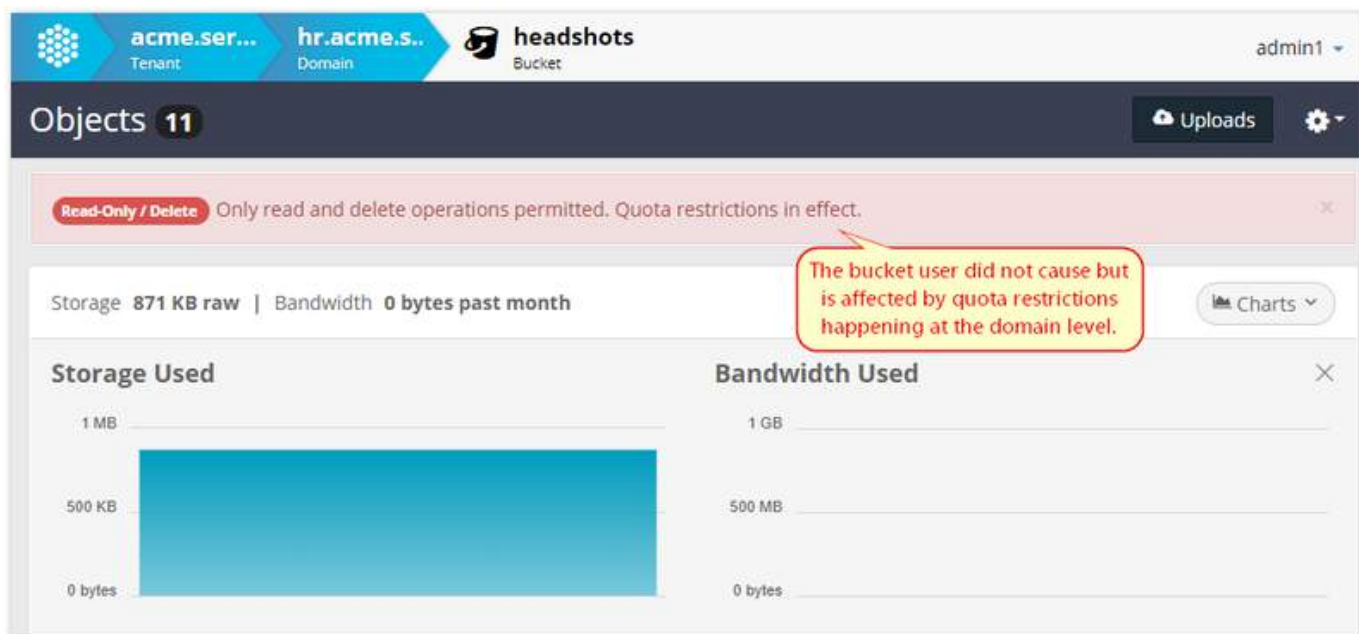 acme.ser... hr.acme.s.. headshots
Tenant Domain Bucket
admin1
Objects 11 Uploads
Read-Only / Delete Only read and delete operations permitted. Quota restrictions in effect. ×
The bucket user did not cause but
is affected by quota restrictions
happening at the domain level.
Storage 871 KB raw | Bandwidth 0 bytes past month
Charts
Storage Used
1 MB
500 KB
0 bytes
Bandwidth Used
1 GB
500 MB
0 bytes